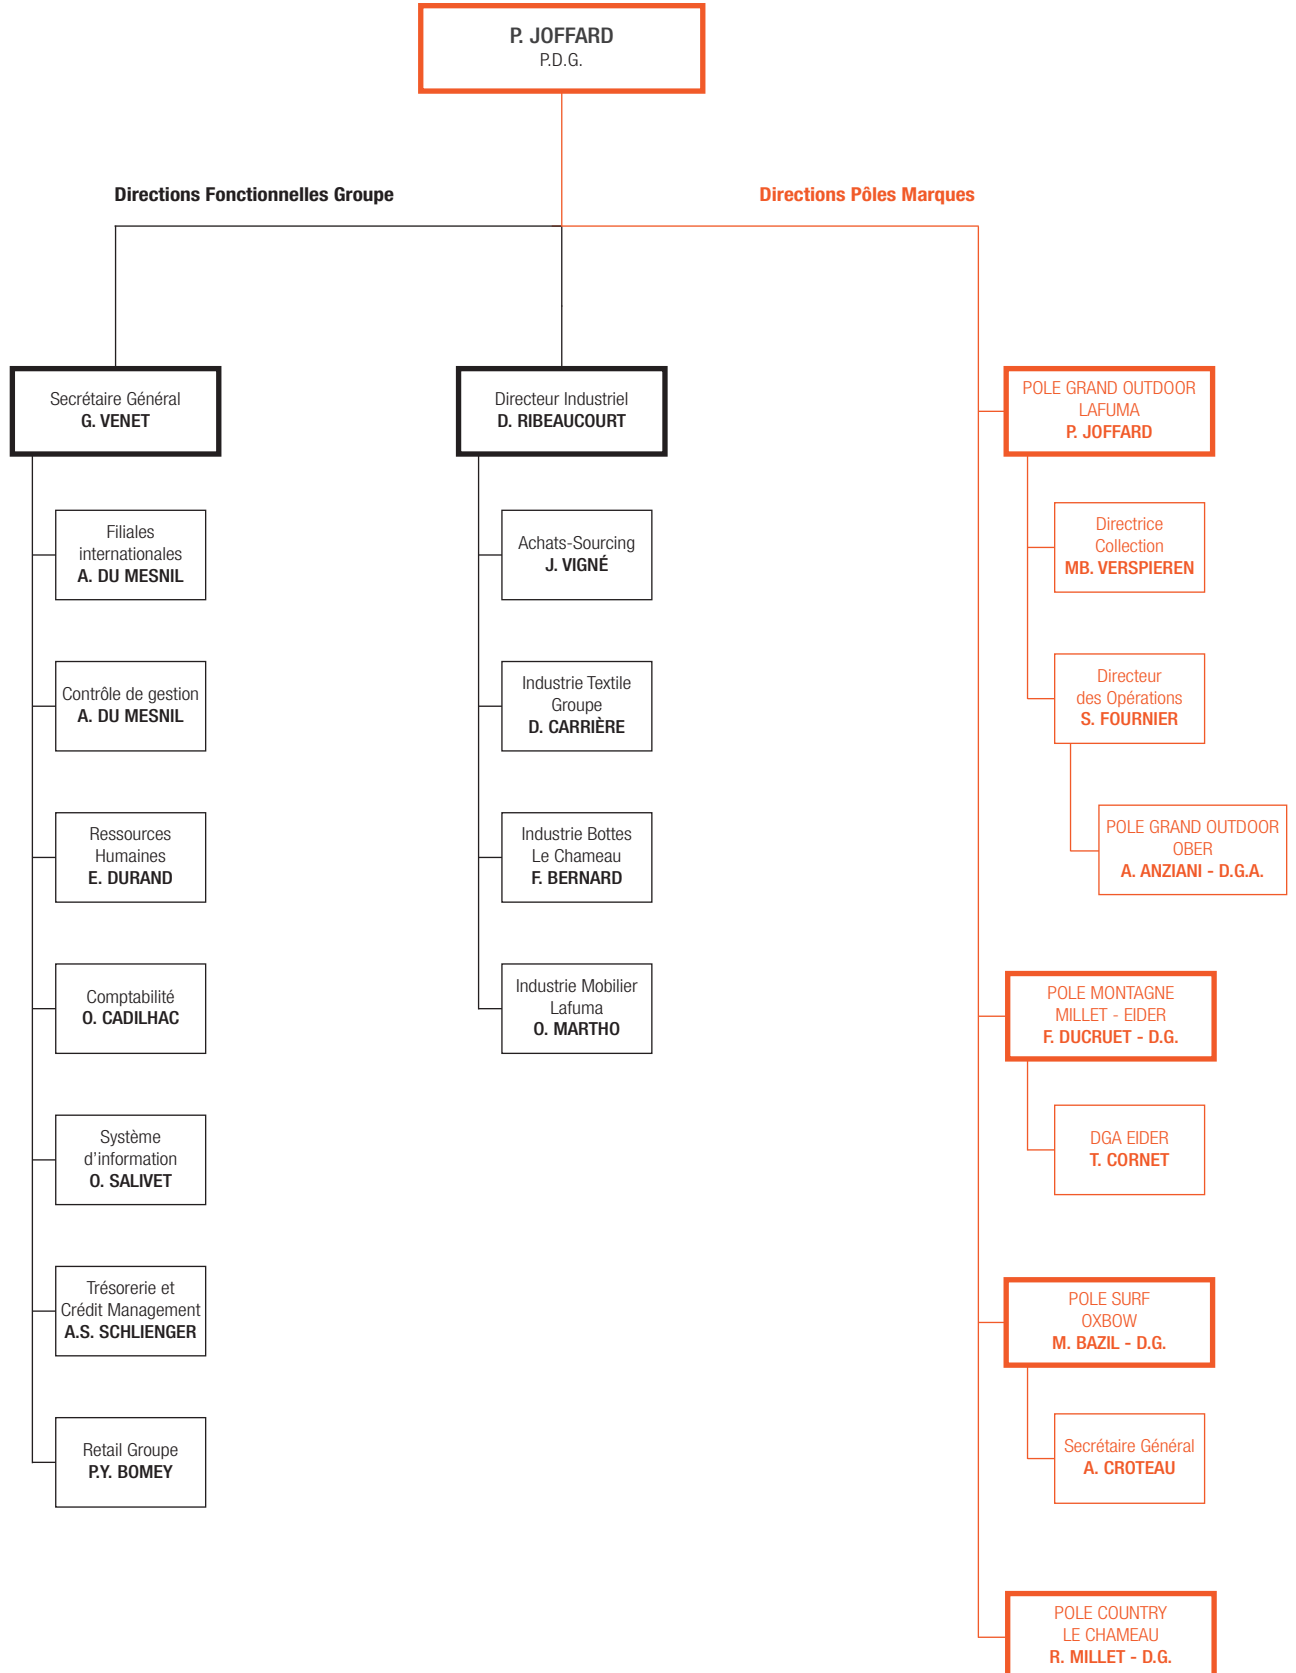 P. JOFFARD
P.D.G.
Directions Fonctionnelles Groupe
Directions Pôles Marques
Secrétaire Général
G. VENET
Filiales
internationales
A. DU MESNIL
Contrôle de gestion
A. DU MESNIL
Ressources
Humaines
E. DURAND
Comptabilité
O. CADILHAC
Système
d'information
O. SALIVET
Trésorerie et
Crédit Management
A.S. SCHLIENGER
Retail Groupe
P.Y. BOMEY
Directeur Industriel
D. RIBEAUCOURT
Achats-Sourcing
J. VIGNÉ
Industrie Textile
Groupe
D. CARRIÈRE
Industrie Bottes
Le Chameau
F. BERNARD
Industrie Mobilier
Lafuma
O. MARTHO
POLE GRAND OUTDOOR
LAFUMA
P. JOFFARD
Directrice
Collection
MB. VERSPIEREN
Directeur
des Opérations
S. FOURNIER
POLE GRAND OUTDOOR
OBER
A. ANZIANI - D.G.A.
POLE MONTAGNE
MILLET - EIDER
F. DUCRUET - D.G.
DGA EIDER
T. CORNET
POLE SURF
OXBOW
M. BAZIL - D.G.
Secrétaire Général
A. CROTEAU
POLE COUNTRY
LE CHAMEAU
R. MILLET - D.G.